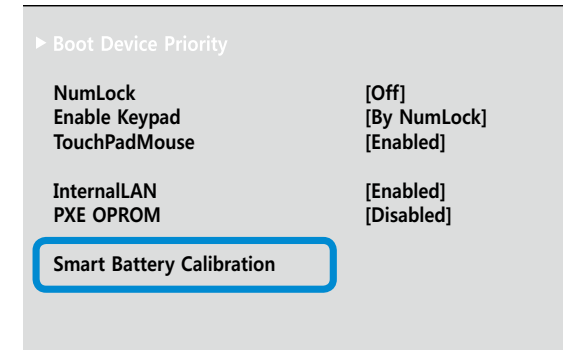 ▶ Boot Device Priority
NumLock [Off]
Enable Keypad [By NumLock]
TouchPadMouse [Enabled]
InternalLAN [Enabled]
PXE OPROM [Disabled]
Smart Battery Calibration